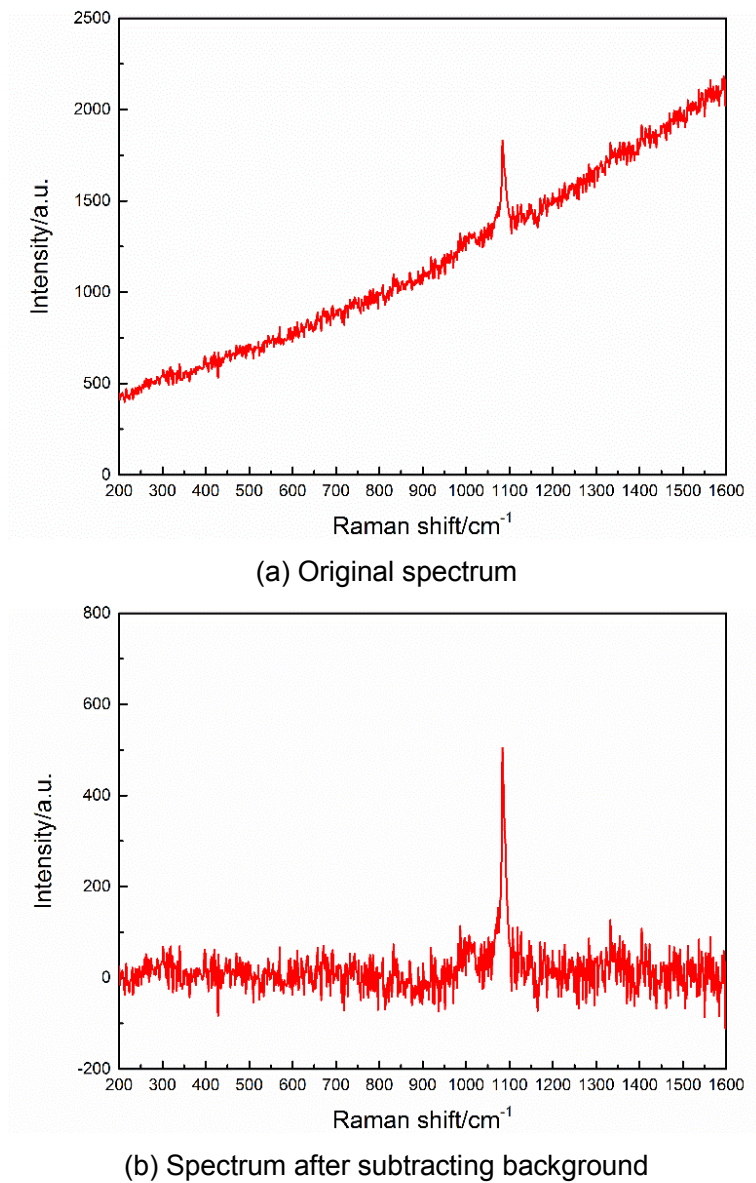 2500
2000
1500
1000
500
0
Intensity/a.u.
200 300 400 500 600 700 800 900 1000 1100 1200 1300 1400 1500 1600
Raman shift/cm⁻¹
(a) Original spectrum
800
600
400
200
0
-200
Intensity/a.u.
200 300 400 500 600 700 800 900 1000 1100 1200 1300 1400 1500 1600
Raman shift/cm⁻¹
(b) Spectrum after subtracting background